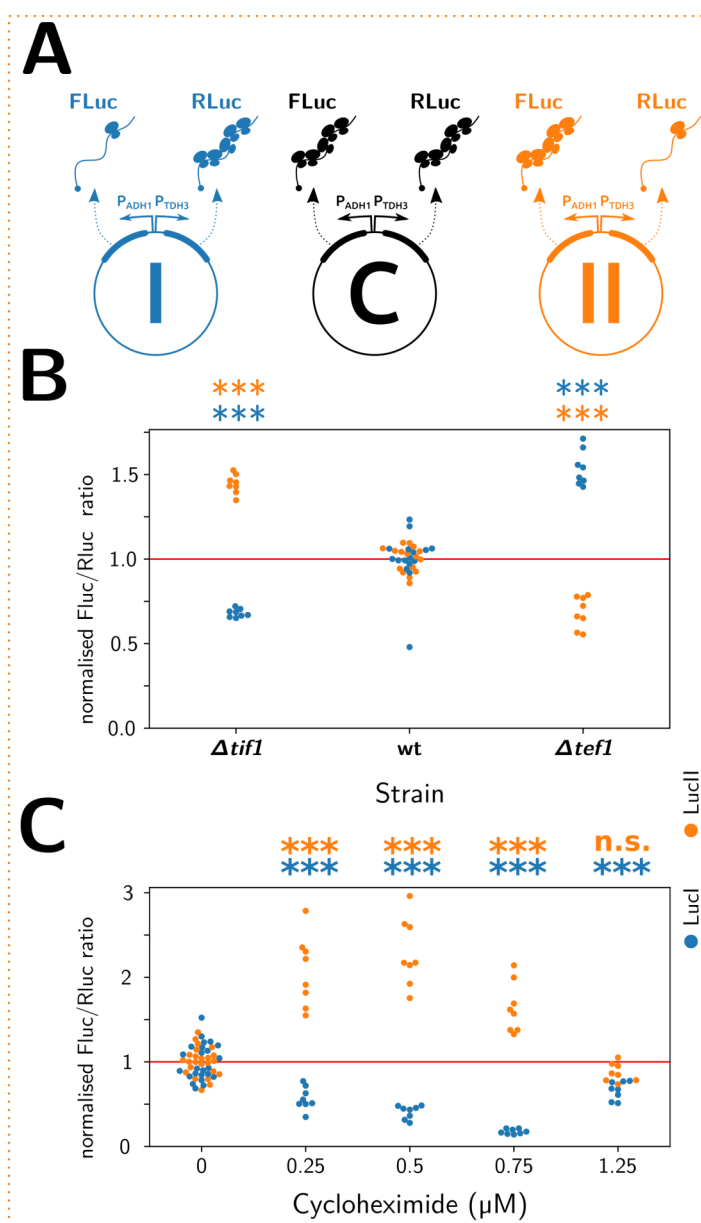 A
FLuc RLuc FLuc RLuc FLuc RLuc
PADH1 PTDH3 PADH1 PTDH3 PADH1 PTDH3
I C II
B
*** ***
*** ***
normalised Fluc/Rluc ratio
1.5
1.0
0.5
0.0
Δtif1 wt Δtef1
Strain
LucII
LucI
C
*** *** *** n.s.
*** *** *** ***
normalised Fluc/Rluc ratio
3
2
1
0
0 0.25 0.5 0.75 1.25
Cycloheximide (μM)